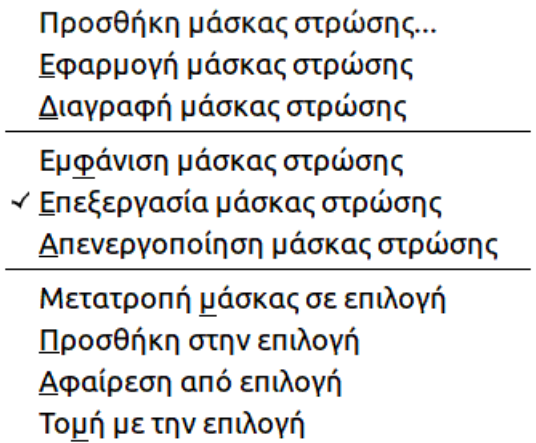 Προσθήκη μάσκας στρώσης...
Εφαρμογή μάσκας στρώσης
Διαγραφή μάσκας στρώσης
Εμφάνιση μάσκας στρώσης
✓ Επεξεργασία μάσκας στρώσης
Απενεργοποίηση μάσκας στρώσης
Μετατροπή μάσκας σε επιλογή
Προσθήκη στην επιλογή
Αφαίρεση από επιλογή
Τομή με την επιλογή